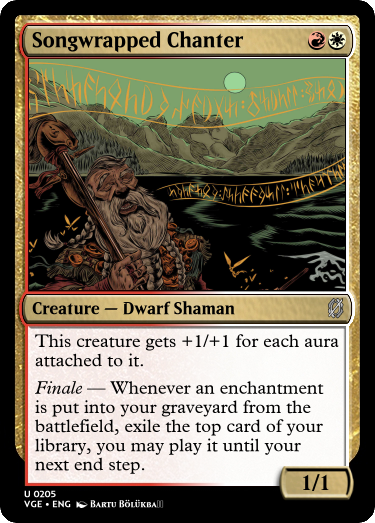 Songwrapped Chanter
Creature — Dwarf Shaman
This creature gets +1/+1 for each aura
attached to it.
Finale — Whenever an enchantment
is put into your graveyard from the
battlefield, exile the top card of your
library, you may play it until your
next end step.
1/1
U 0205
VGE • ENG Bartu Bölükba